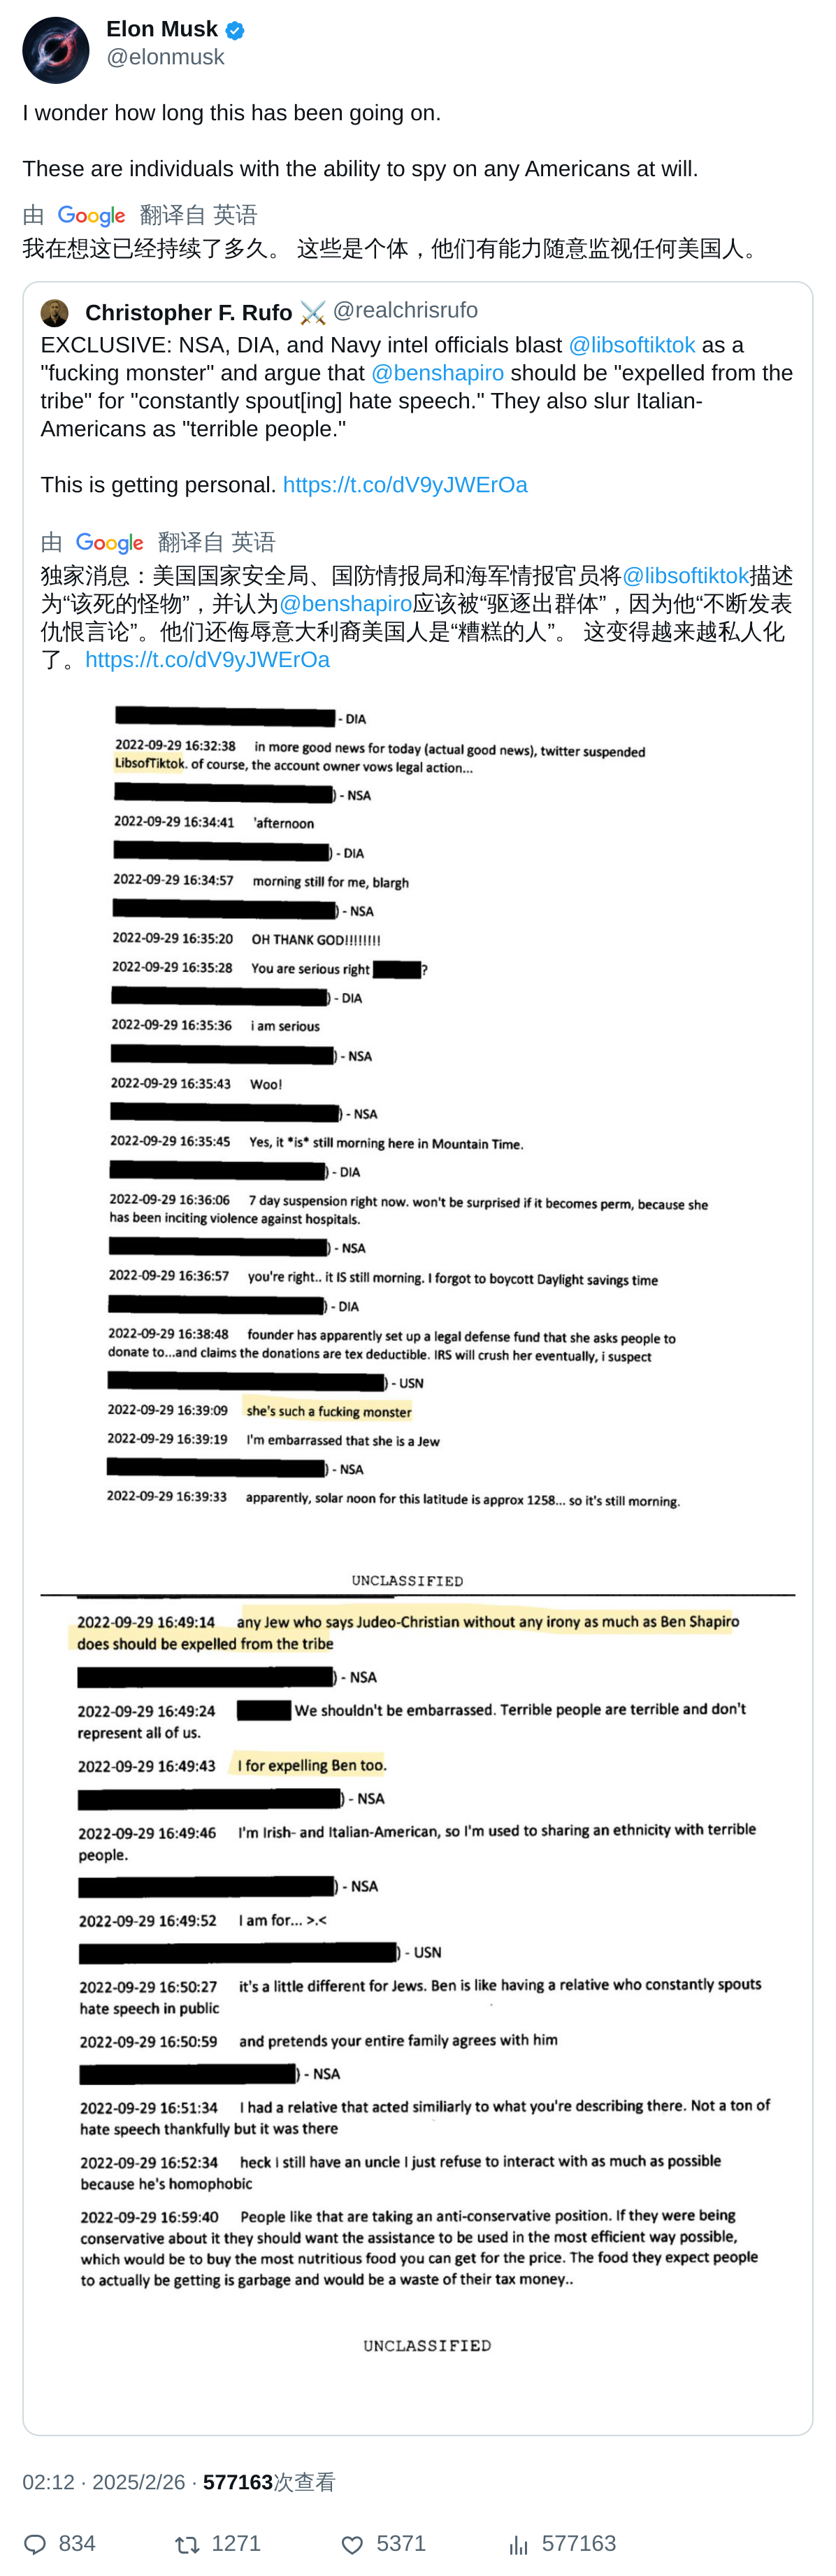 Elon Musk
@elonmusk
I wonder how long this has been going on.
These are individuals with the ability to spy on any Americans at will.
由 Google 翻译自 英语
我在想这已经持续了多久。 这些是个体，他们有能力随意监视任何美国人。
Christopher F. Rufo ⚔️ @realchrisrufo
EXCLUSIVE: NSA, DIA, and Navy intel officials blast @libsoftiktok as a
"fucking monster" and argue that @benshapiro should be "expelled from the
tribe" for "constantly spout[ing] hate speech." They also slur Italian-
Americans as "terrible people."
This is getting personal. https://t.co/dV9yJWErOa
由 Google 翻译自 英语
独家消息：美国国家安全局、国防情报局和海军情报官员将@libsoftiktok描述
为“该死的怪物”，并认为@benshapiro应该被“驱逐出群体”，因为他“不断发表
仇恨言论”。他们还侮辱意大利裔美国人是“糟糕的人”。 这变得越来越私人化
了。https://t.co/dV9yJWErOa
- DIA
2022-09-29 16:32:38 in more good news for today (actual good news), twitter suspended
LibsofTiktok. of course, the account owner vows legal action...
) - NSA
2022-09-29 16:34:41 'afternoon
) - DIA
2022-09-29 16:34:57 morning still for me, blargh
) - NSA
2022-09-29 16:35:20 OH THANK GOD!!!!!!!!
2022-09-29 16:35:28 You are serious right ?
) - DIA
2022-09-29 16:35:36 i am serious
) - NSA
2022-09-29 16:35:43 Woo!
) - NSA
2022-09-29 16:35:45 Yes, it *is* still morning here in Mountain Time.
) - DIA
2022-09-29 16:36:06 7 day suspension right now. won't be surprised if it becomes perm, because she
has been inciting violence against hospitals.
) - NSA
2022-09-29 16:36:57 you're right.. it IS still morning. I forgot to boycott Daylight savings time
) - DIA
2022-09-29 16:38:48 founder has apparently set up a legal defense fund that she asks people to
donate to...and claims the donations are tex deductible. IRS will crush her eventually, i suspect
) - USN
2022-09-29 16:39:09 she's such a fucking monster
2022-09-29 16:39:19 I'm embarrassed that she is a Jew
) - NSA
2022-09-29 16:39:33 apparently, solar noon for this latitude is approx 1258... so it's still morning.
UNCLASSIFIED
2022-09-29 16:49:14 any Jew who says Judeo-Christian without any irony as much as Ben Shapiro
does should be expelled from the tribe
) - NSA
2022-09-29 16:49:24 We shouldn't be embarrassed. Terrible people are terrible and don't
represent all of us.
2022-09-29 16:49:43 I for expelling Ben too.
) - NSA
2022-09-29 16:49:46 I'm Irish- and Italian-American, so I'm used to sharing an ethnicity with terrible
people.
) - NSA
2022-09-29 16:49:52 I am for... >.<
) - USN
2022-09-29 16:50:27 it's a little different for Jews. Ben is like having a relative who constantly spouts
hate speech in public
2022-09-29 16:50:59 and pretends your entire family agrees with him
) - NSA
2022-09-29 16:51:34 I had a relative that acted similiarly to what you're describing there. Not a ton of
hate speech thankfully but it was there
2022-09-29 16:52:34 heck i still have an uncle I just refuse to interact with as much as possible
because he's homophobic
2022-09-29 16:59:40 People like that are taking an anti-conservative position. If they were being
conservative about it they should want the assistance to be used in the most efficient way possible,
which would be to buy the most nutritious food you can get for the price. The food they expect people
to actually be getting is garbage and would be a waste of their tax money..
UNCLASSIFIED
02:12 · 2025/2/26 · 577163次查看
834 1271 5371 577163